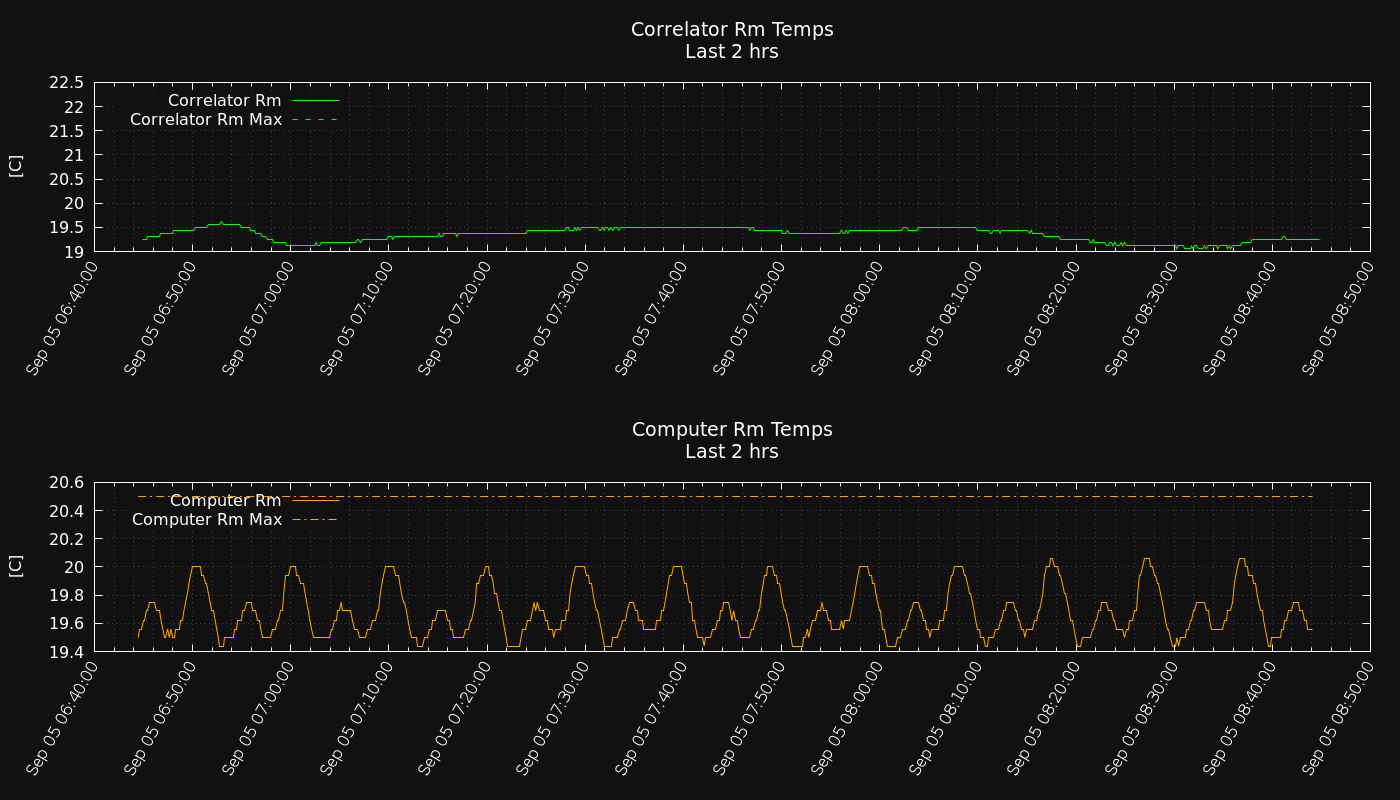 Correlator Rm Temps
Last 2 hrs
22.5
22
21.5
21
20.5
20
19.5
19
[C]
Correlator Rm
Correlator Rm Max
Sep 05 06:40:00
Sep 05 06:50:00
Sep 05 07:00:00
Sep 05 07:10:00
Sep 05 07:20:00
Sep 05 07:30:00
Sep 05 07:40:00
Sep 05 07:50:00
Sep 05 08:00:00
Sep 05 08:10:00
Sep 05 08:20:00
Sep 05 08:30:00
Sep 05 08:40:00
Sep 05 08:50:00
Computer Rm Temps
Last 2 hrs
20.6
20.4
20.2
20
19.8
19.6
19.4
[C]
Computer Rm
Computer Rm Max
Sep 05 06:40:00
Sep 05 06:50:00
Sep 05 07:00:00
Sep 05 07:10:00
Sep 05 07:20:00
Sep 05 07:30:00
Sep 05 07:40:00
Sep 05 07:50:00
Sep 05 08:00:00
Sep 05 08:10:00
Sep 05 08:20:00
Sep 05 08:30:00
Sep 05 08:40:00
Sep 05 08:50:00